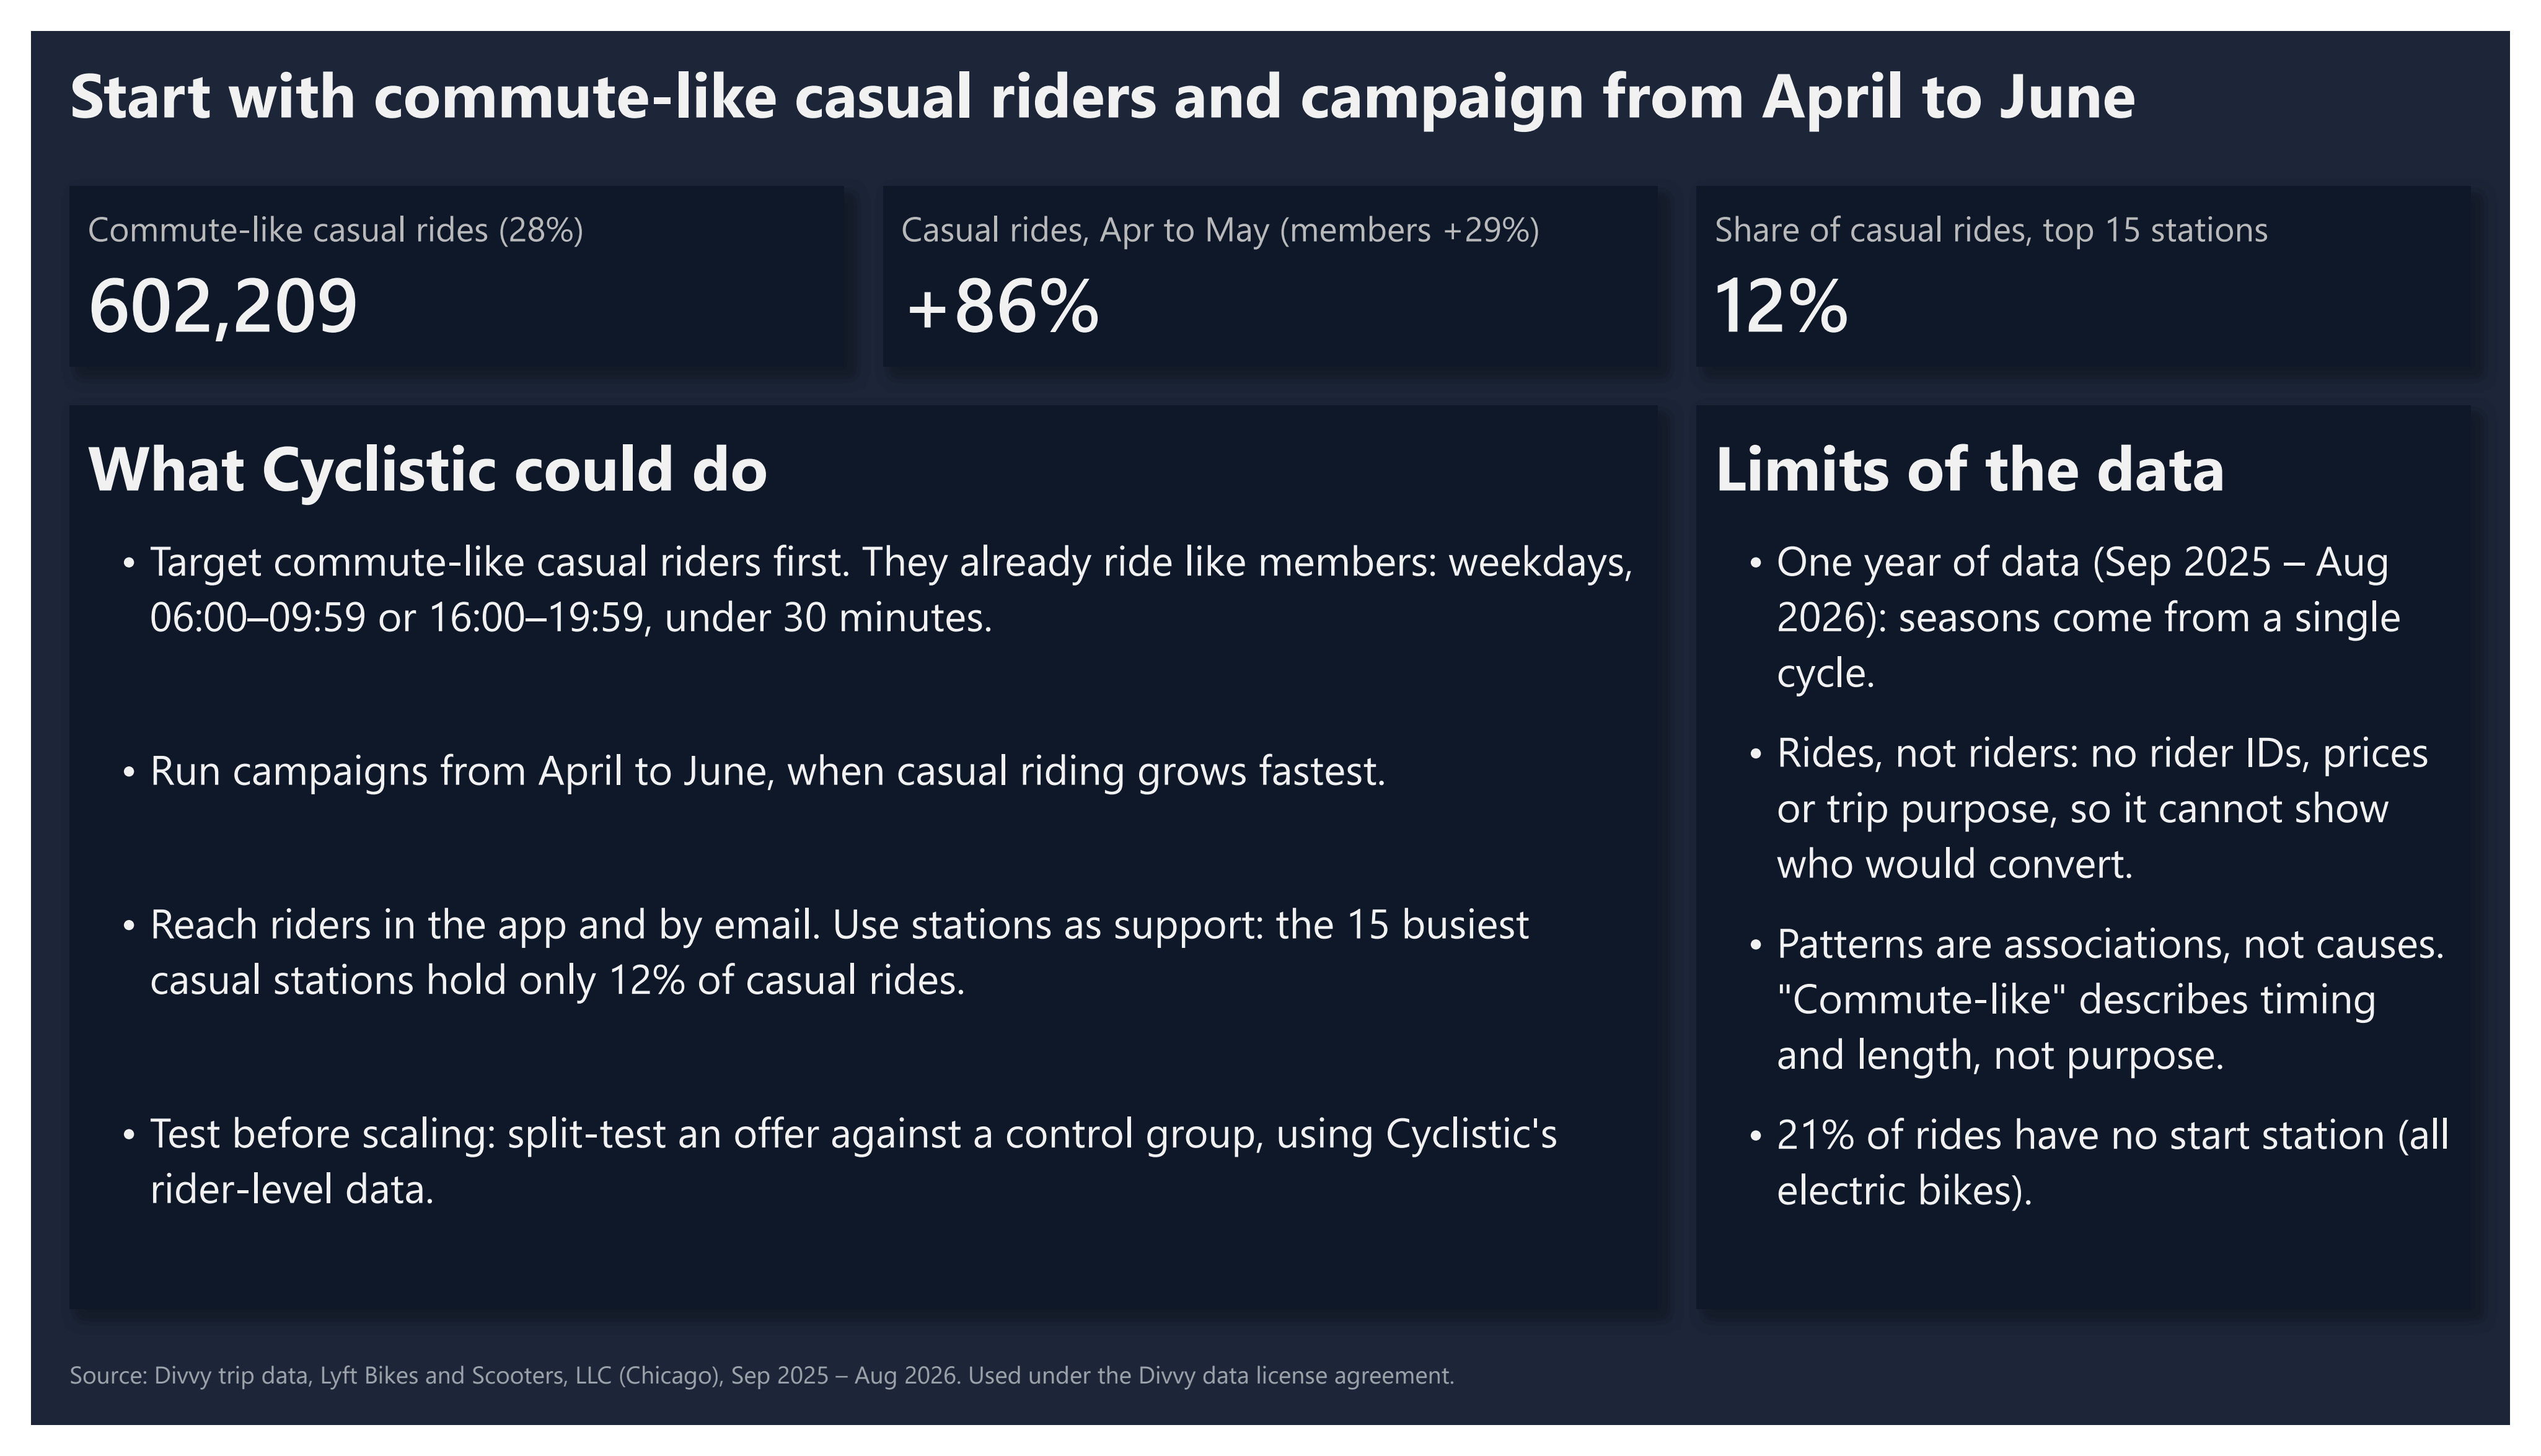 Start with commute-like casual riders and campaign from April to June
Commute-like casual rides (28%)
602,209
Casual rides, Apr to May (members +29%)
+86%
Share of casual rides, top 15 stations
12%
What Cyclistic could do
• Target commute-like casual riders first. They already ride like members: weekdays,
06:00–09:59 or 16:00–19:59, under 30 minutes.
• Run campaigns from April to June, when casual riding grows fastest.
• Reach riders in the app and by email. Use stations as support: the 15 busiest
casual stations hold only 12% of casual rides.
• Test before scaling: split-test an offer against a control group, using Cyclistic's
rider-level data.
Limits of the data
• One year of data (Sep 2025 – Aug
2026): seasons come from a single
cycle.
• Rides, not riders: no rider IDs, prices
or trip purpose, so it cannot show
who would convert.
• Patterns are associations, not causes.
"Commute-like" describes timing
and length, not purpose.
• 21% of rides have no start station (all
electric bikes).
Source: Divvy trip data, Lyft Bikes and Scooters, LLC (Chicago), Sep 2025 – Aug 2026. Used under the Divvy data license agreement.